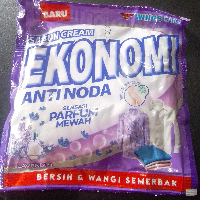 BARU
WINGS CARE
SABUN CREAM
EKONOMI
ANTI NODA
SENSASI
PARFUM
MEWAH
BERSIH & WANGI SEMERBAK